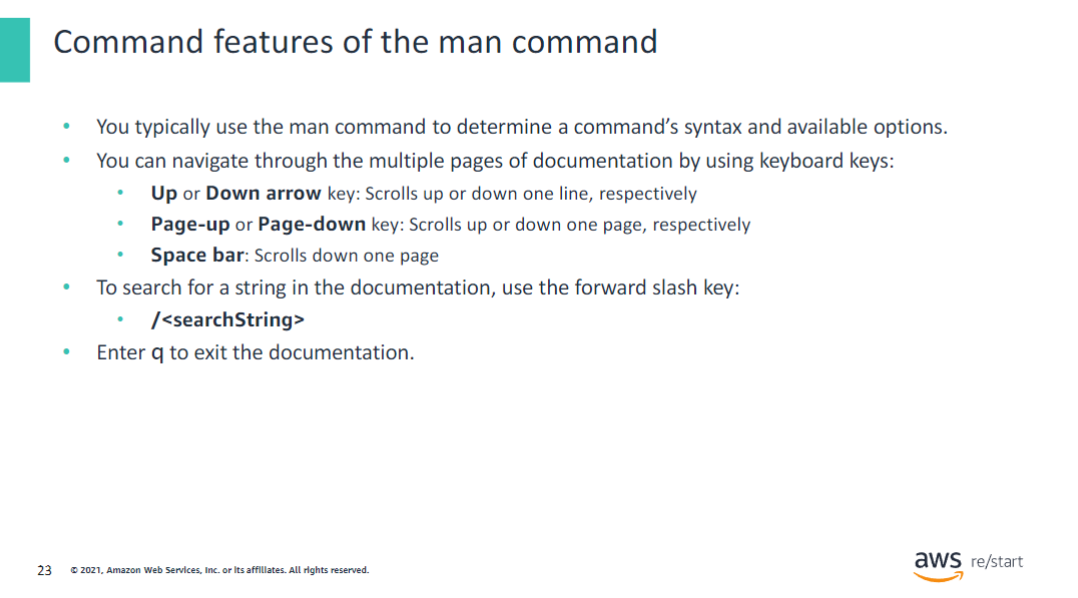 Command features of the man command
• You typically use the man command to determine a command's syntax and available options.
• You can navigate through the multiple pages of documentation by using keyboard keys:
• Up or Down arrow key: Scrolls up or down one line, respectively
• Page-up or Page-down key: Scrolls up or down one page, respectively
• Space bar: Scrolls down one page
• To search for a string in the documentation, use the forward slash key:
• /<searchString>
• Enter q to exit the documentation.
23 © 2021, Amazon Web Services, Inc. or its affiliates. All rights reserved.
aws re/start